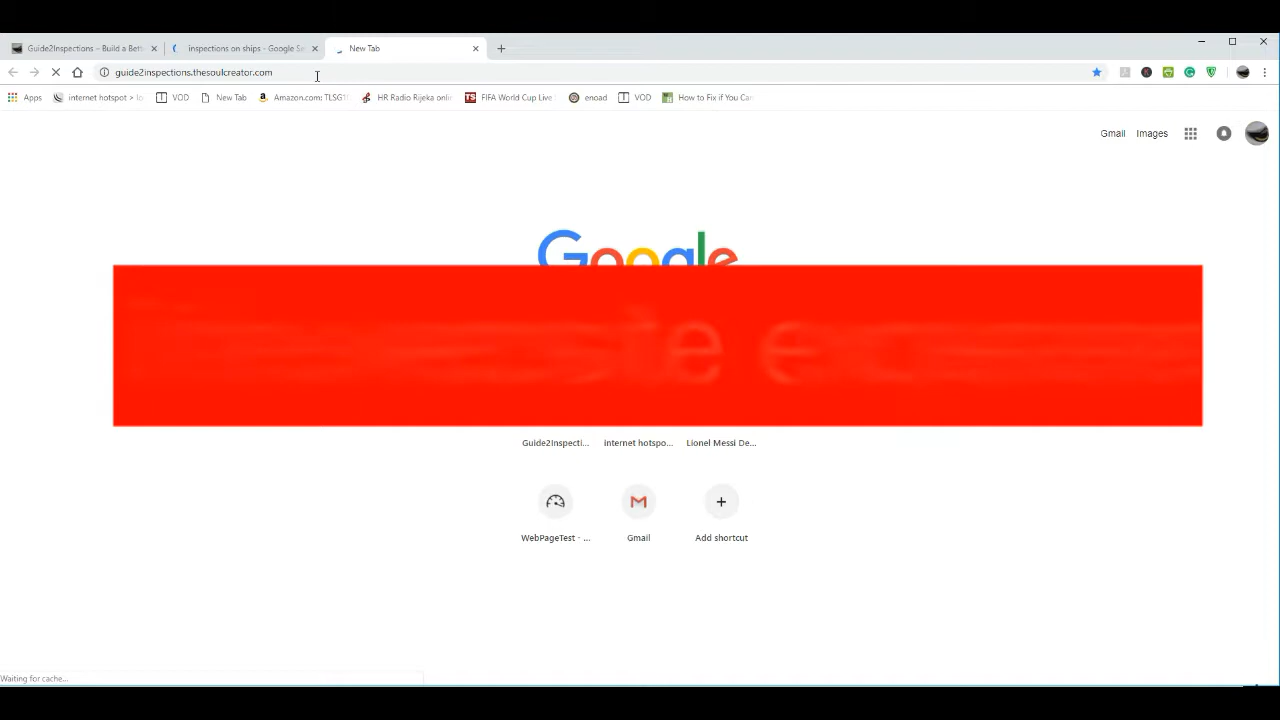 Guide2Inspections – Build a Bett
inspections on ships - Google Se
New Tab
guide2inspections.thesoulcreator.com
Apps
internet hotspot > lo
VOD
New Tab
Amazon.com: TLSG1
HR Radio Rijeka onli
FIFA World Cup Live
enoad
VOD
How to Fix if You Can
Gmail
Images
Google
Guide2Inspecti...
internet hotspo...
Lionel Messi De...
WebPageTest - ...
Gmail
Add shortcut
Waiting for cache...